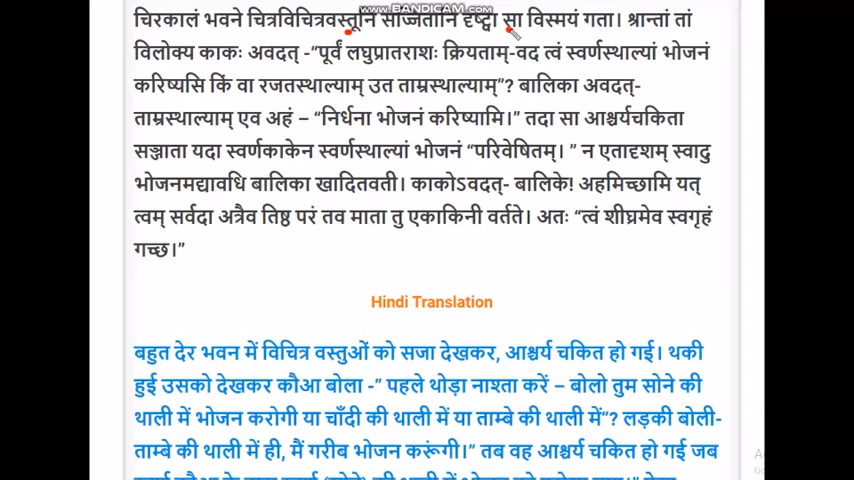 www.BANDICAM.com
चिरकालं भवने चित्रविचित्रवस्तूनि सज्जितानि दृष्ट्वा सा विस्मयं गता। श्रान्तां तां
विलोक्य काकः अवदत् -“पूर्वं लघुप्रातराशः क्रियताम्-वद त्वं स्वर्णस्थाल्यां भोजनं
करिष्यसि किं वा रजतस्थाल्याम् उत ताम्रस्थाल्याम्”? बालिका अवदत्-
ताम्रस्थाल्याम् एव अहं – “निर्धना भोजनं करिष्यामि।” तदा सा आश्चर्यचकिता
सञ्जाता यदा स्वर्णकाकेन स्वर्णस्थाल्यां भोजनं “परिवेषितम्। ” न एतादृशम् स्वादु
भोजनमद्यावधि बालिका खादितवती। काकोऽवदत्- बालिके! अहमिच्छामि यत्
त्वम् सर्वदा अत्रैव तिष्ठ परं तव माता तु एकाकिनी वर्तते। अतः “त्वं शीघ्रमेव स्वगृहं
गच्छ।”
Hindi Translation
बहुत देर भवन में विचित्र वस्तुओं को सजा देखकर, आश्चर्य चकित हो गई। थकी
हुई उसको देखकर कौआ बोला -” पहले थोड़ा नाश्ता करें – बोलो तुम सोने की
थाली में भोजन करोगी या चाँदी की थाली में या ताम्बे की थाली में”? लड़की बोली-
ताम्बे की थाली में ही, मैं गरीब भोजन करूंगी।” तब वह आश्चर्य चकित हो गई जब